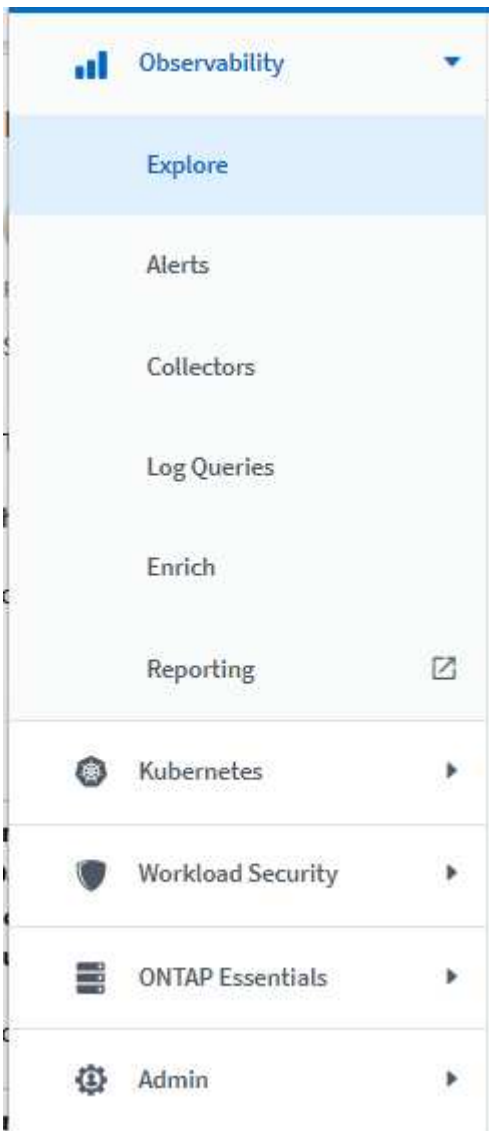 Observability
Explore
Alerts
Collectors
Log Queries
Enrich
Reporting
Kubernetes
Workload Security
ONTAP Essentials
Admin